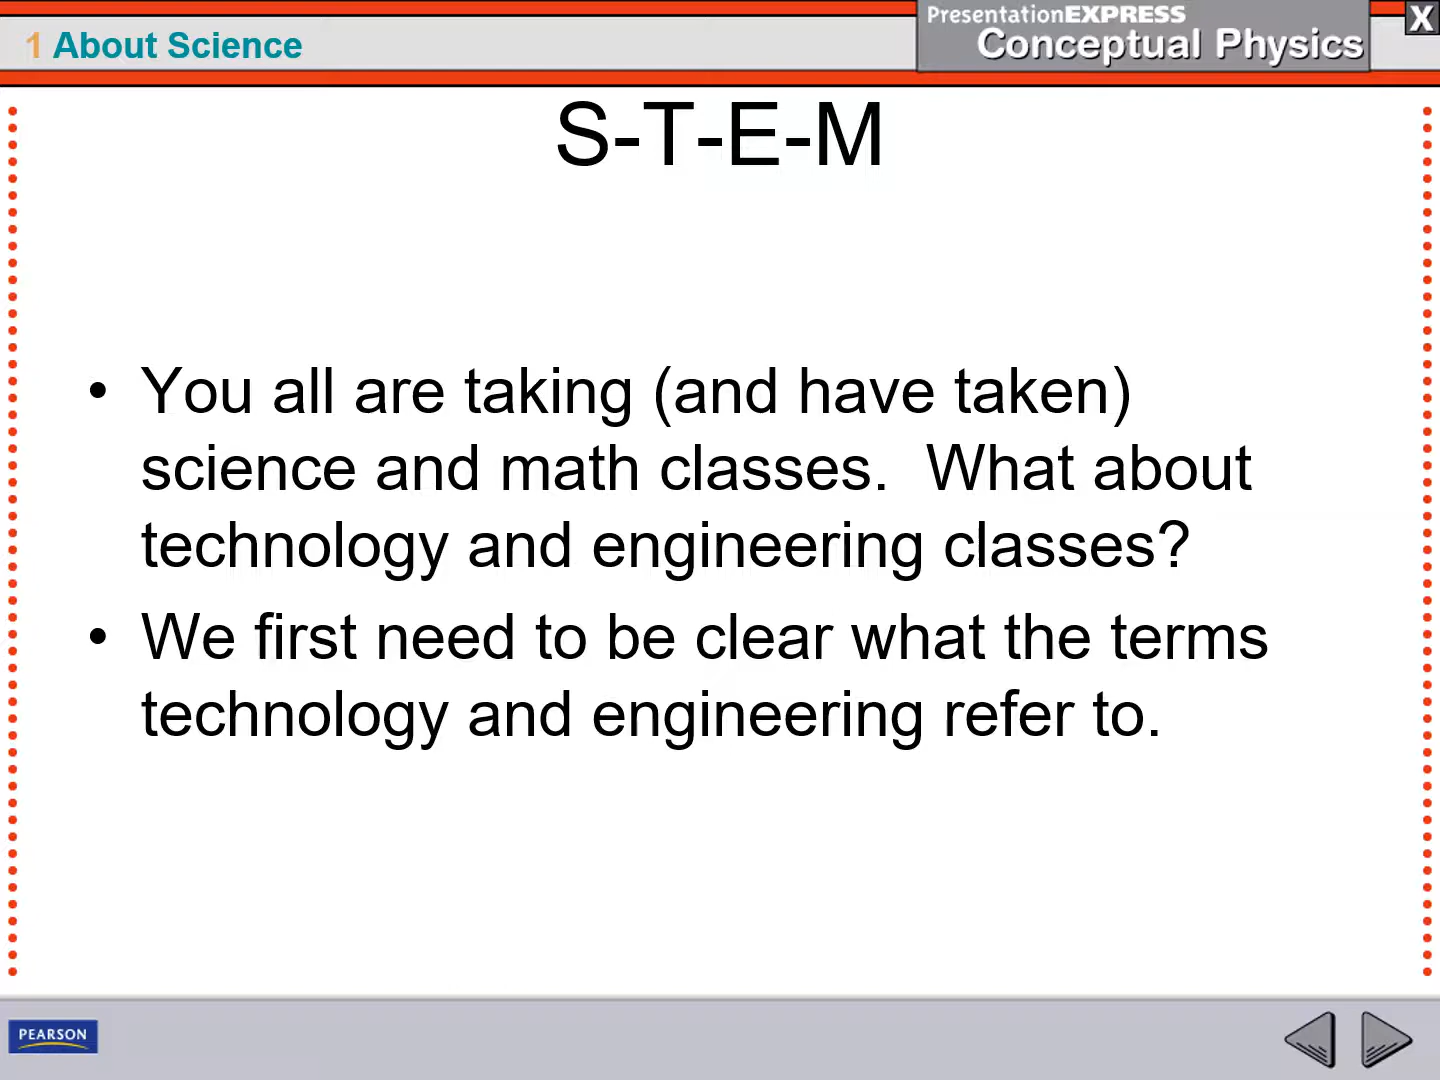 1 About Science
PresentationEXPRESS
Conceptual Physics
X
S-T-E-M
• You all are taking (and have taken)
science and math classes.  What about
technology and engineering classes?
• We first need to be clear what the terms
technology and engineering refer to.
PEARSON